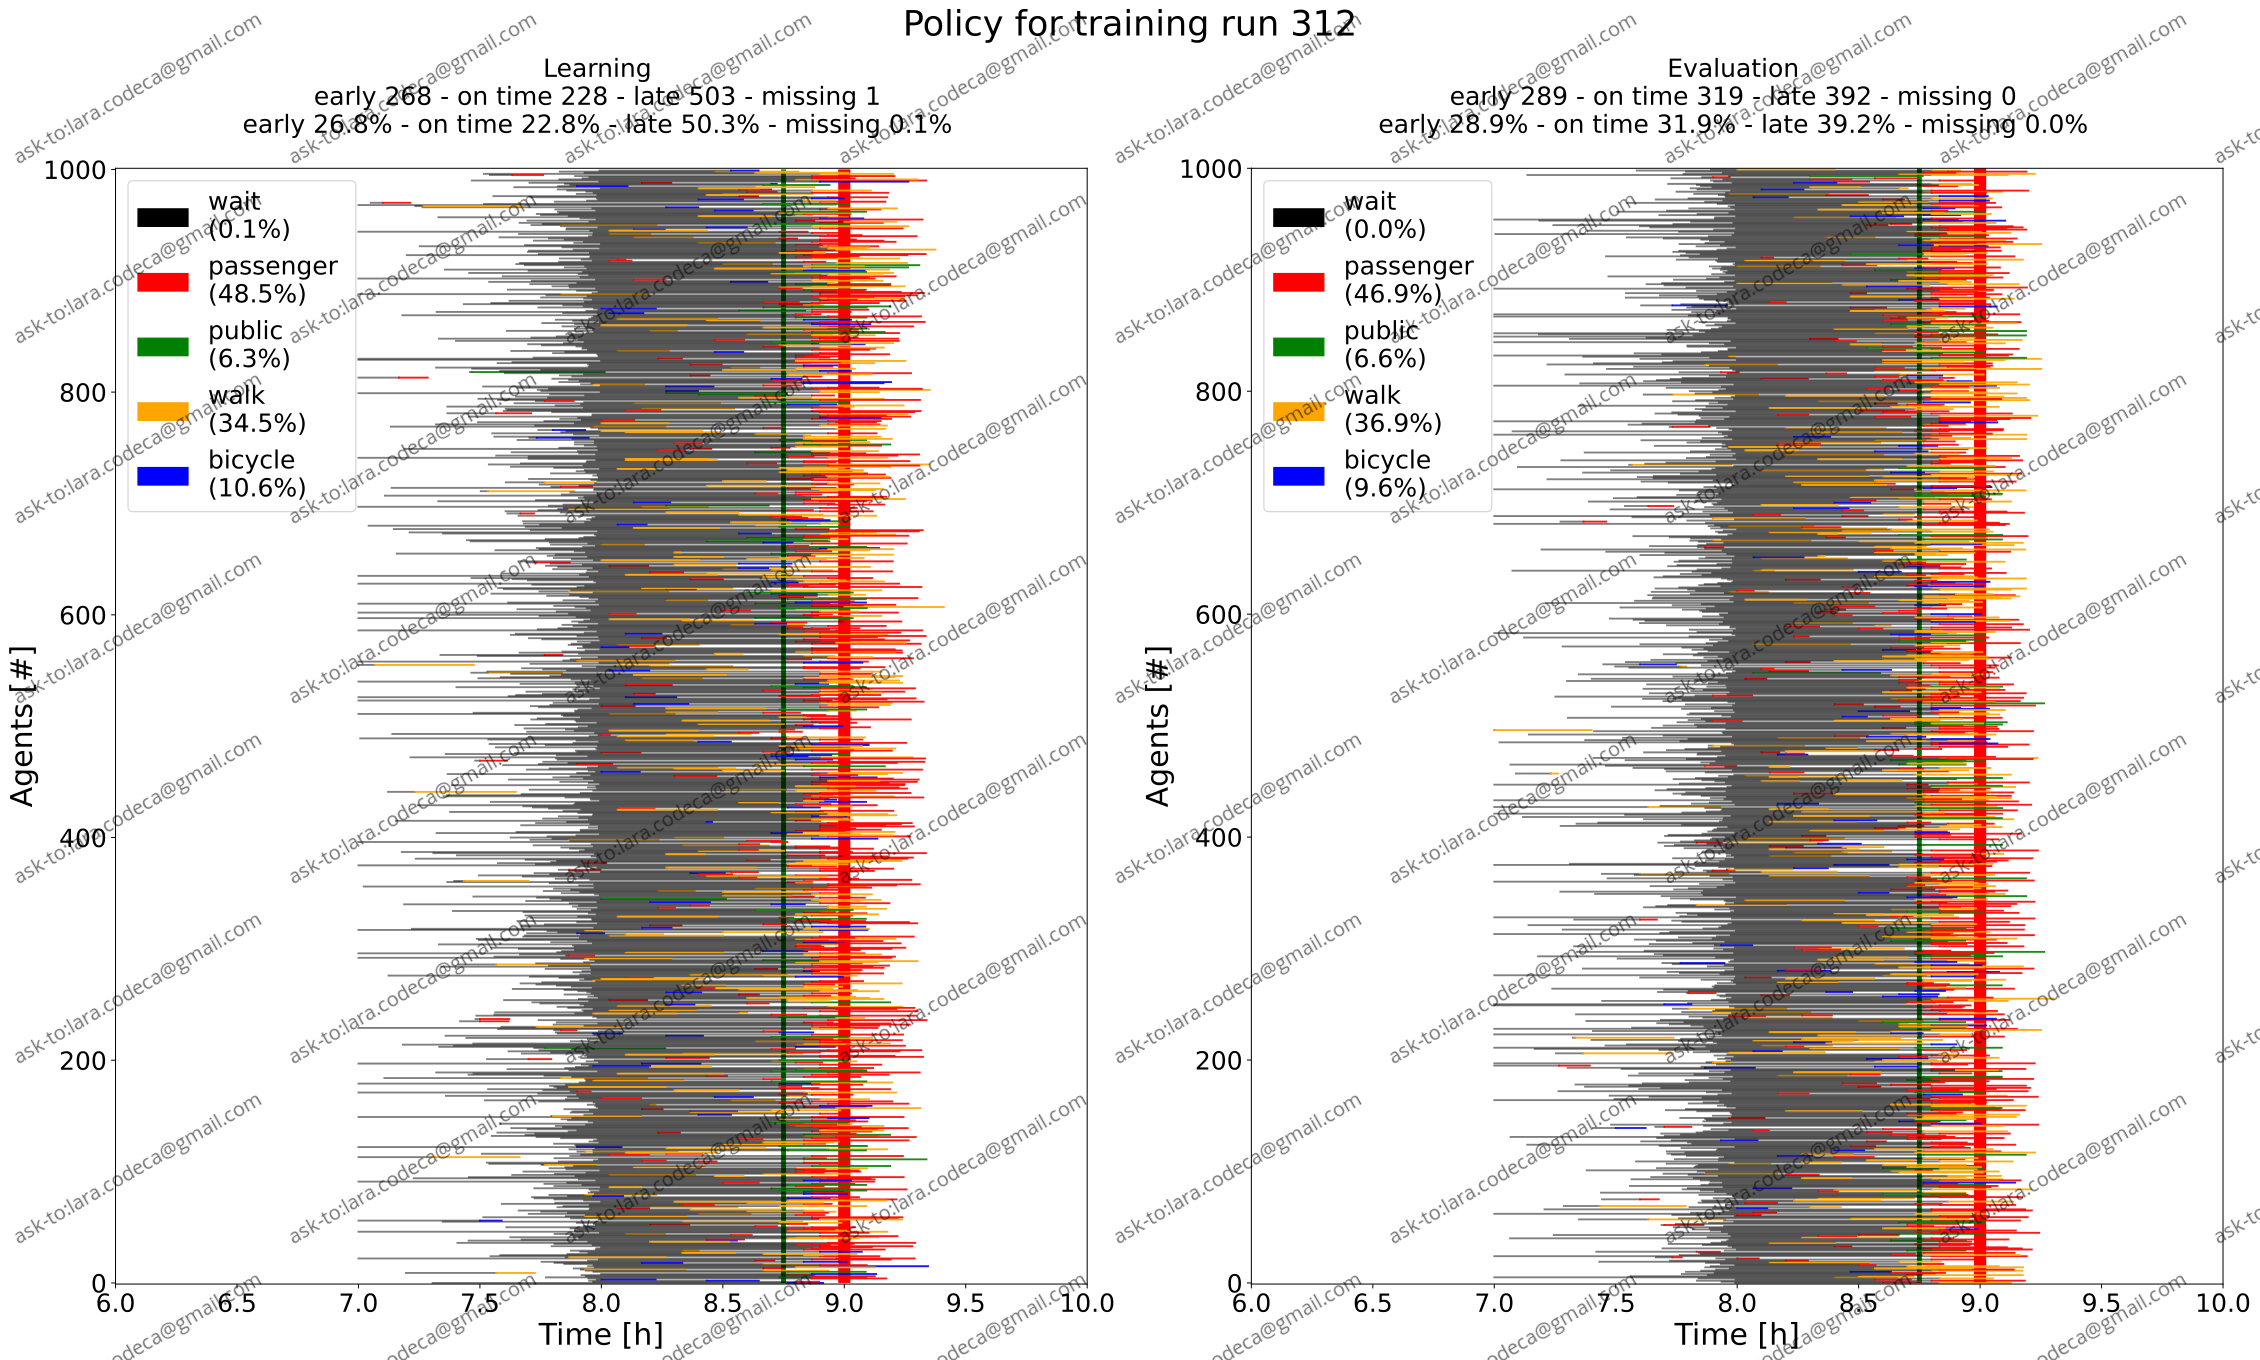 Policy for training run 312
Learning
early 268 - on time 228 - late 503 - missing 1
early 26.8% - on time 22.8% - late 50.3% - missing 0.1%
wait
(0.1%)
passenger
(48.5%)
public
(6.3%)
walk
(34.5%)
bicycle
(10.6%)
Agents [#]
1000
800
600
400
200
0
6.0 6.5 7.0 7.5 8.0 8.5 9.0 9.5 10.0
Time [h]
Evaluation
early 289 - on time 319 - late 392 - missing 0
early 28.9% - on time 31.9% - late 39.2% - missing 0.0%
wait
(0.0%)
passenger
(46.9%)
public
(6.6%)
walk
(36.9%)
bicycle
(9.6%)
Agents [#]
1000
800
600
400
200
0
6.0 6.5 7.0 7.5 8.0 8.5 9.0 9.5 10.0
Time [h]
ask-to:lara.codeca@gmail.com